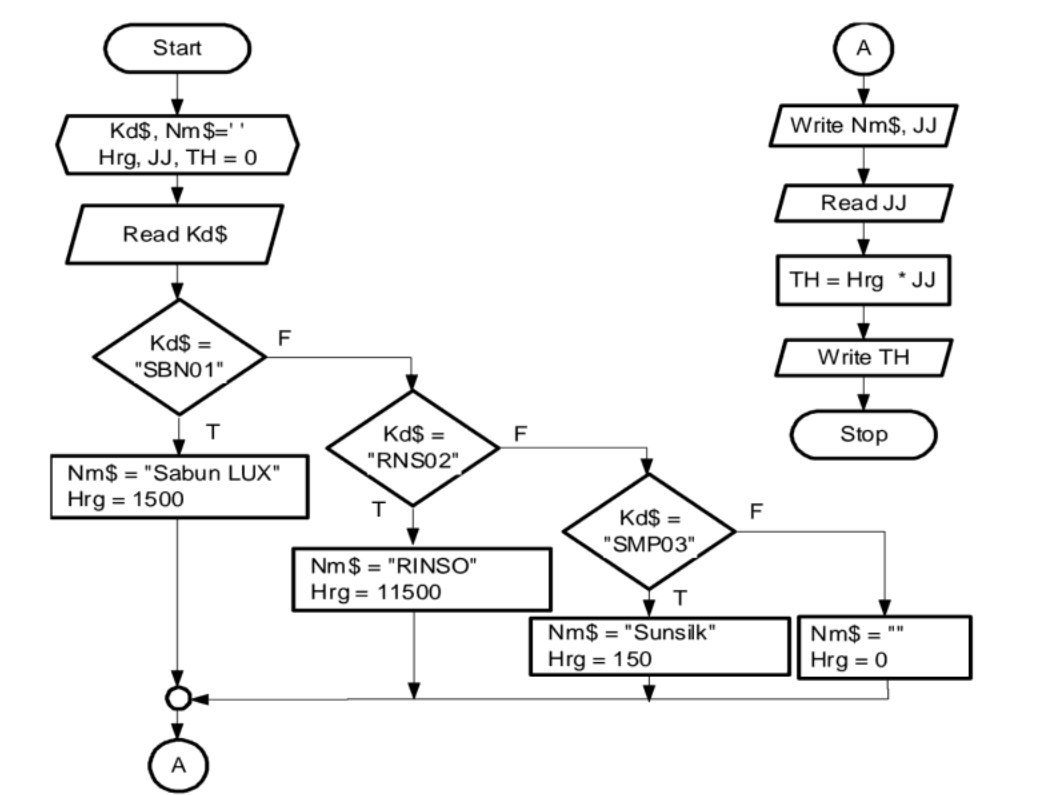 Start
Kd$, Nm$=' '
Hrg, JJ, TH = 0
Read Kd$
Kd$ =
"SBN01"
F
T
Nm$ = "Sabun LUX"
Hrg = 1500
Kd$ =
"RNS02"
F
T
Nm$ = "RINSO"
Hrg = 11500
Kd$ =
"SMP03"
F
T
Nm$ = "Sunsilk"
Hrg = 150
Nm$ = ""
Hrg = 0
A
A
Write Nm$, JJ
Read JJ
TH = Hrg * JJ
Write TH
Stop